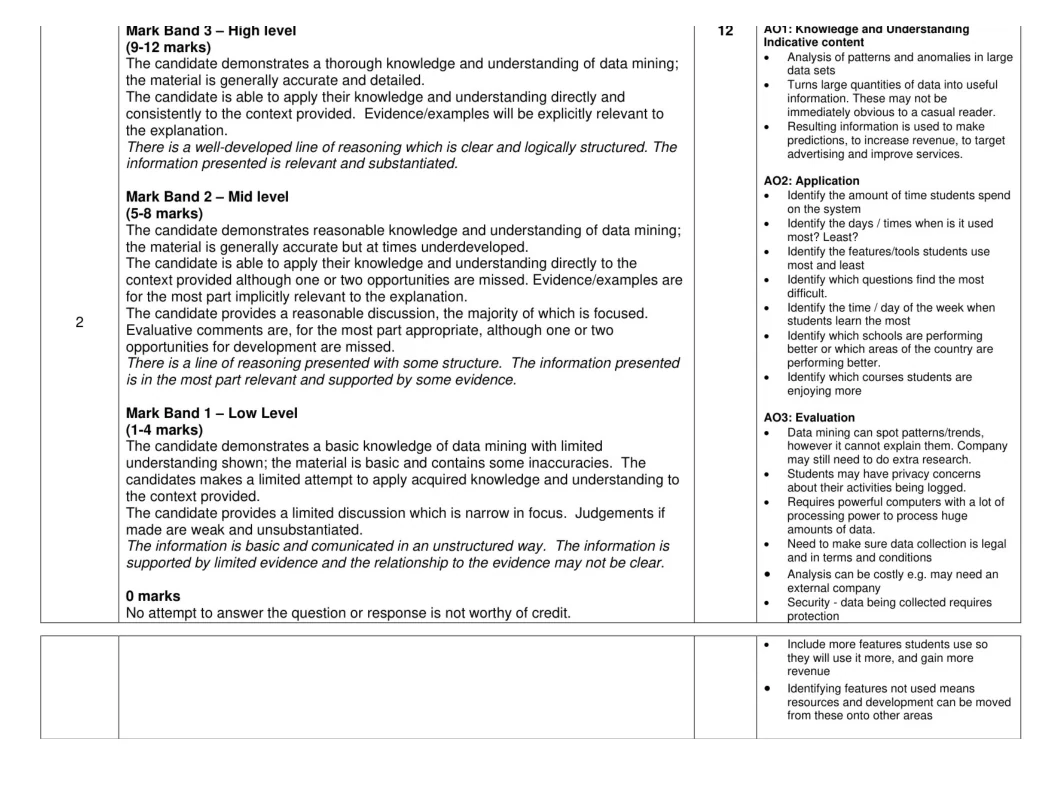 2
Mark Band 3 – High level
(9-12 marks)
The candidate demonstrates a thorough knowledge and understanding of data mining;
the material is generally accurate and detailed.
The candidate is able to apply their knowledge and understanding directly and
consistently to the context provided.  Evidence/examples will be explicitly relevant to
the explanation.
There is a well-developed line of reasoning which is clear and logically structured. The
information presented is relevant and substantiated.
Mark Band 2 – Mid level
(5-8 marks)
The candidate demonstrates reasonable knowledge and understanding of data mining;
the material is generally accurate but at times underdeveloped.
The candidate is able to apply their knowledge and understanding directly to the
context provided although one or two opportunities are missed. Evidence/examples are
for the most part implicitly relevant to the explanation.
The candidate provides a reasonable discussion, the majority of which is focused.
Evaluative comments are, for the most part appropriate, although one or two
opportunities for development are missed.
There is a line of reasoning presented with some structure.  The information presented
is in the most part relevant and supported by some evidence.
Mark Band 1 – Low Level
(1-4 marks)
The candidate demonstrates a basic knowledge of data mining with limited
understanding shown; the material is basic and contains some inaccuracies.  The
candidates makes a limited attempt to apply acquired knowledge and understanding to
the context provided.
The candidate provides a limited discussion which is narrow in focus.  Judgements if
made are weak and unsubstantiated.
The information is basic and comunicated in an unstructured way.  The information is
supported by limited evidence and the relationship to the evidence may not be clear.
0 marks
No attempt to answer the question or response is not worthy of credit.
12
AO1: Knowledge and Understanding
Indicative content
• Analysis of patterns and anomalies in large
data sets
• Turns large quantities of data into useful
information. These may not be
immediately obvious to a casual reader.
• Resulting information is used to make
predictions, to increase revenue, to target
advertising and improve services.
AO2: Application
• Identify the amount of time students spend
on the system
• Identify the days / times when is it used
most? Least?
• Identify the features/tools students use
most and least
• Identify which questions find the most
difficult.
• Identify the time / day of the week when
students learn the most
• Identify which schools are performing
better or which areas of the country are
performing better.
• Identify which courses students are
enjoying more
AO3: Evaluation
• Data mining can spot patterns/trends,
however it cannot explain them. Company
may still need to do extra research.
• Students may have privacy concerns
about their activities being logged.
• Requires powerful computers with a lot of
processing power to process huge
amounts of data.
• Need to make sure data collection is legal
and in terms and conditions
• Analysis can be costly e.g. may need an
external company
• Security - data being collected requires
protection
• Include more features students use so
they will use it more, and gain more
revenue
• Identifying features not used means
resources and development can be moved
from these onto other areas